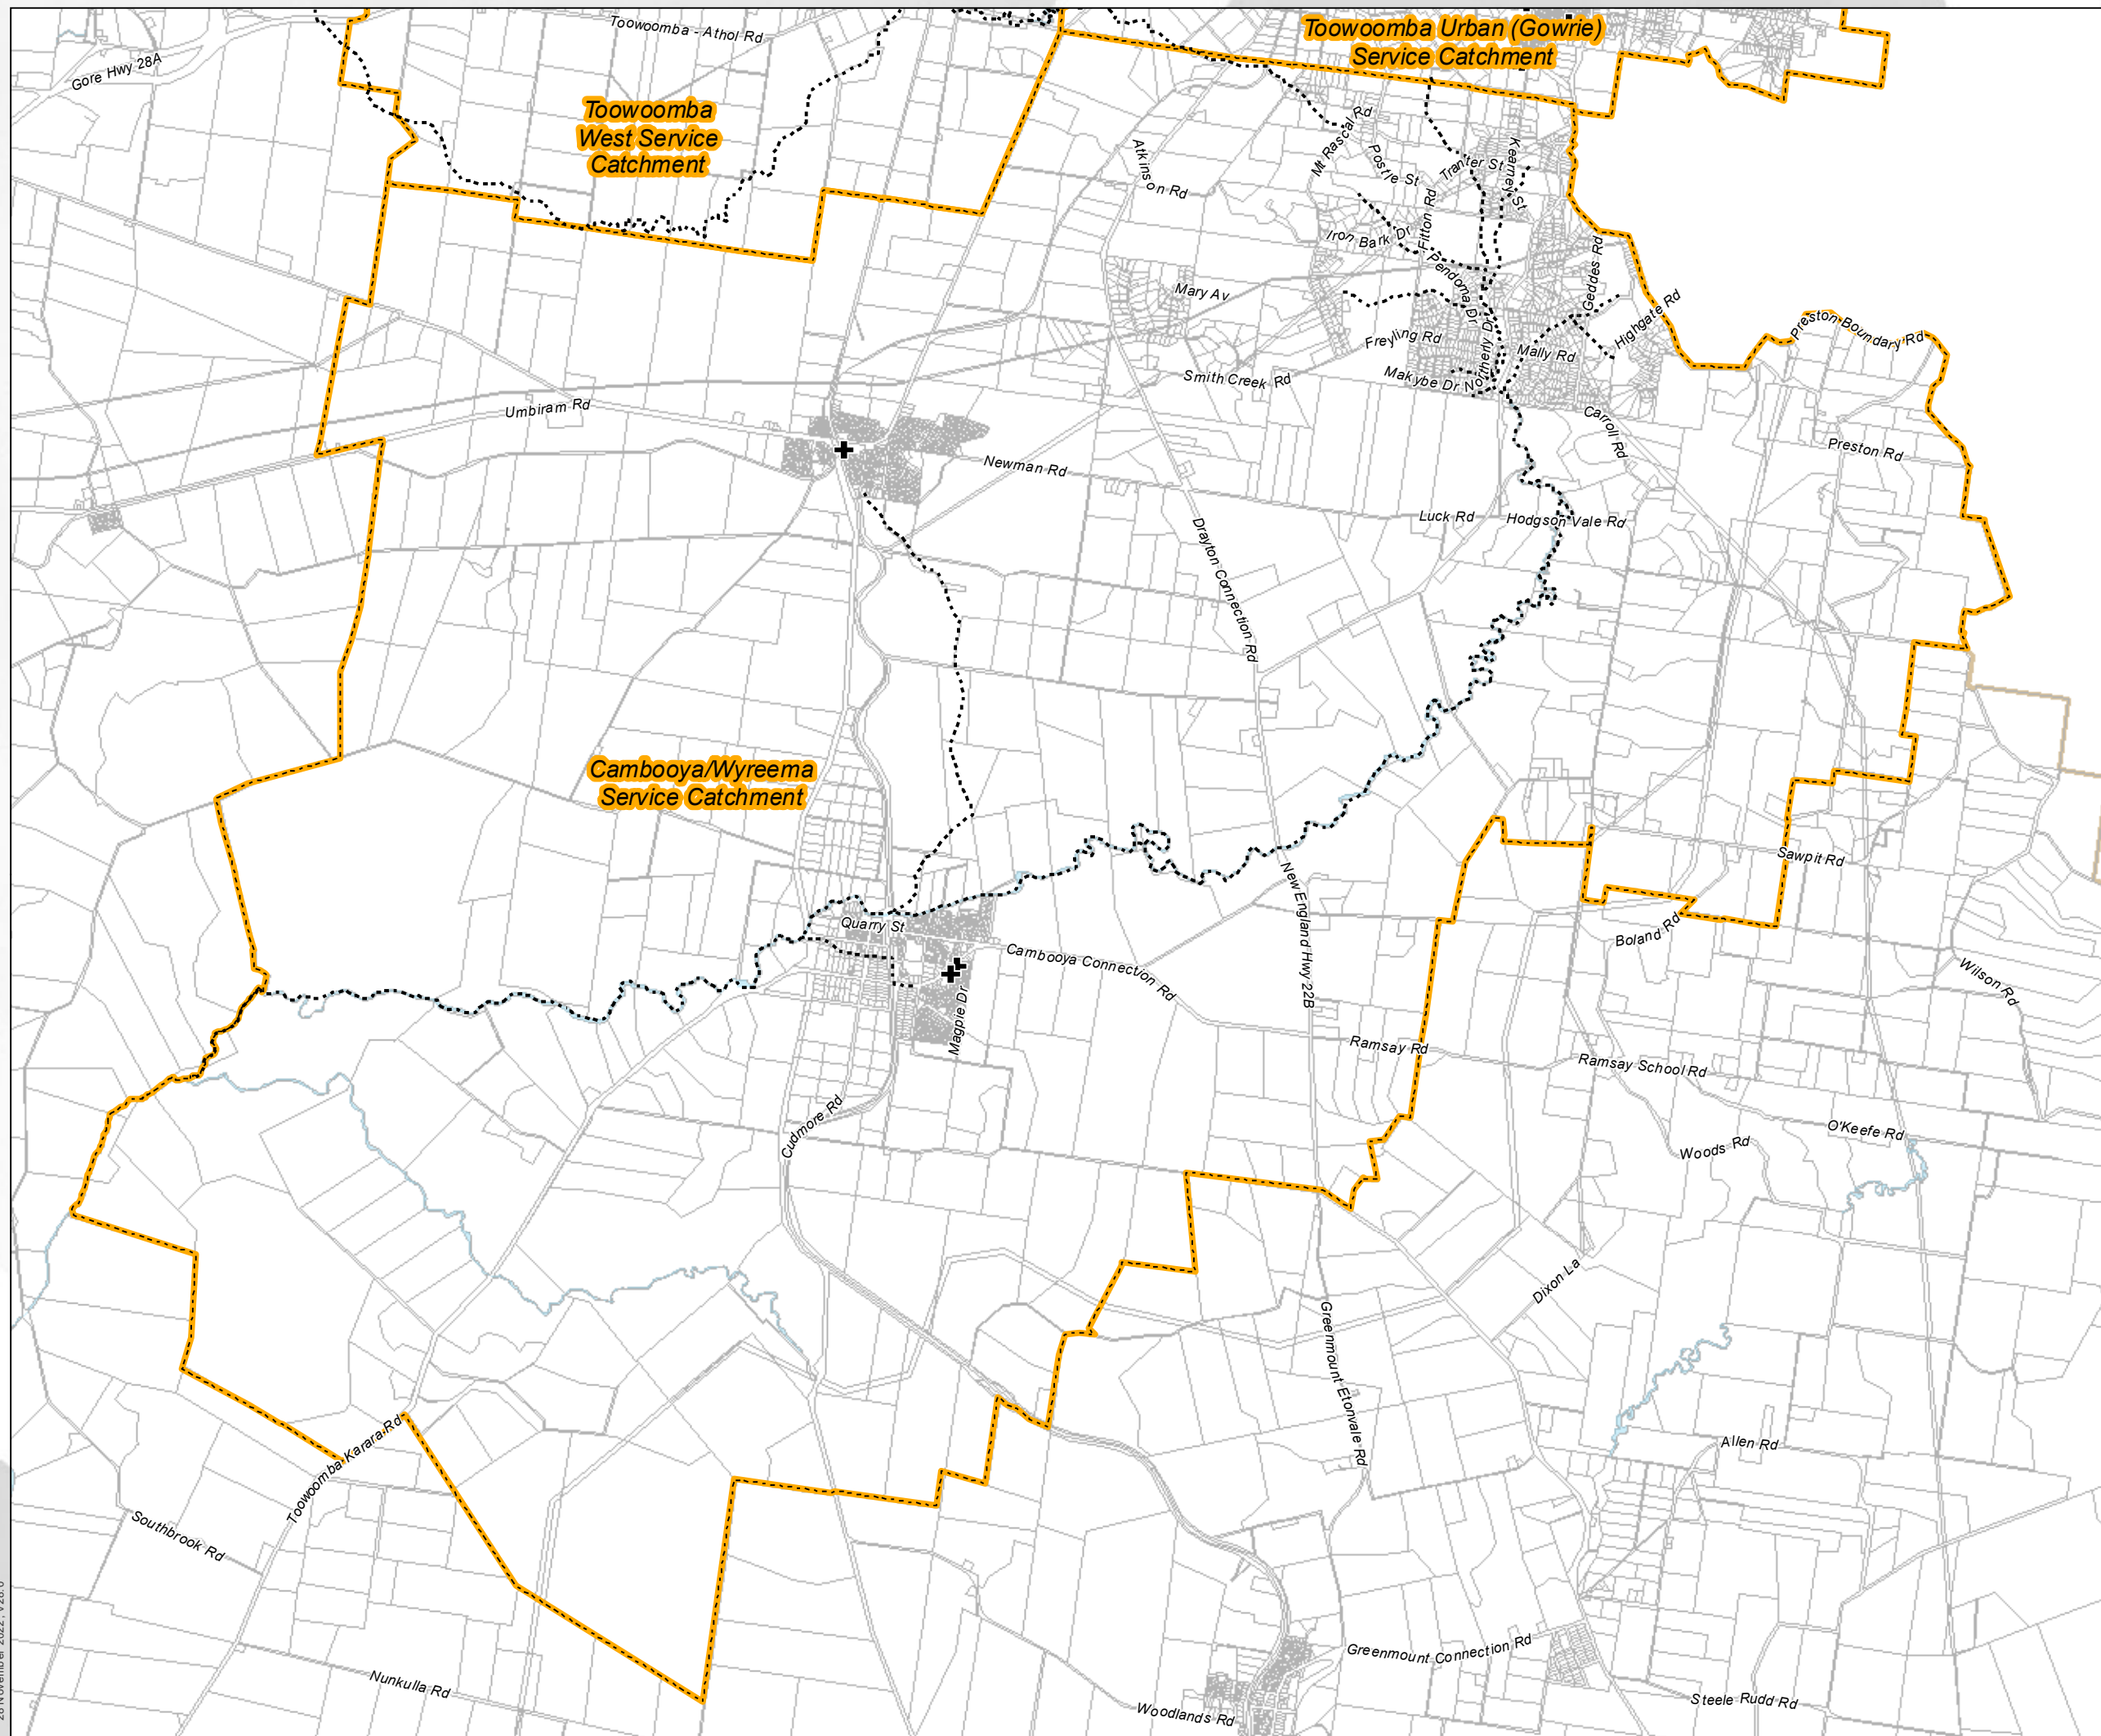 Toowoomba - Athol Rd
Toowoomba Urban (Gowrie)
Service Catchment
Gore Hwy 28A
Toowoomba
West Service
Catchment
Atkinson Rd
Mt Rascal Rd
Postle St
Tranter St
Kearney St
Fitton Rd
Iron Bark Dr
Pendoma Dr
Geddes Rd
Mary Av
Highgate Rd
Preston Boundary Rd
Freyling Rd
Northerly Dr
Mally Rd
Smith Creek Rd
Makybe Dr
Umbiram Rd
Carroll Rd
Preston Rd
Newman Rd
Luck Rd
Hodgson Vale Rd
Drayton Connection Rd
Cambooya/Wyreema
Service Catchment
Sawpit Rd
New England Hwy 22B
Quarry St
Boland Rd
Cambooya Connection Rd
Wilson Rd
Magpie Dr
Ramsay Rd
Ramsay School Rd
Cudmore Rd
O'Keefe Rd
Woods Rd
Dixon La
Greenmount Etonvale Rd
Toowoomba Karara Rd
Allen Rd
Southbrook Rd
Greenmount Connection Rd
Nunkulla Rd
Steele Rudd Rd
Woodlands Rd